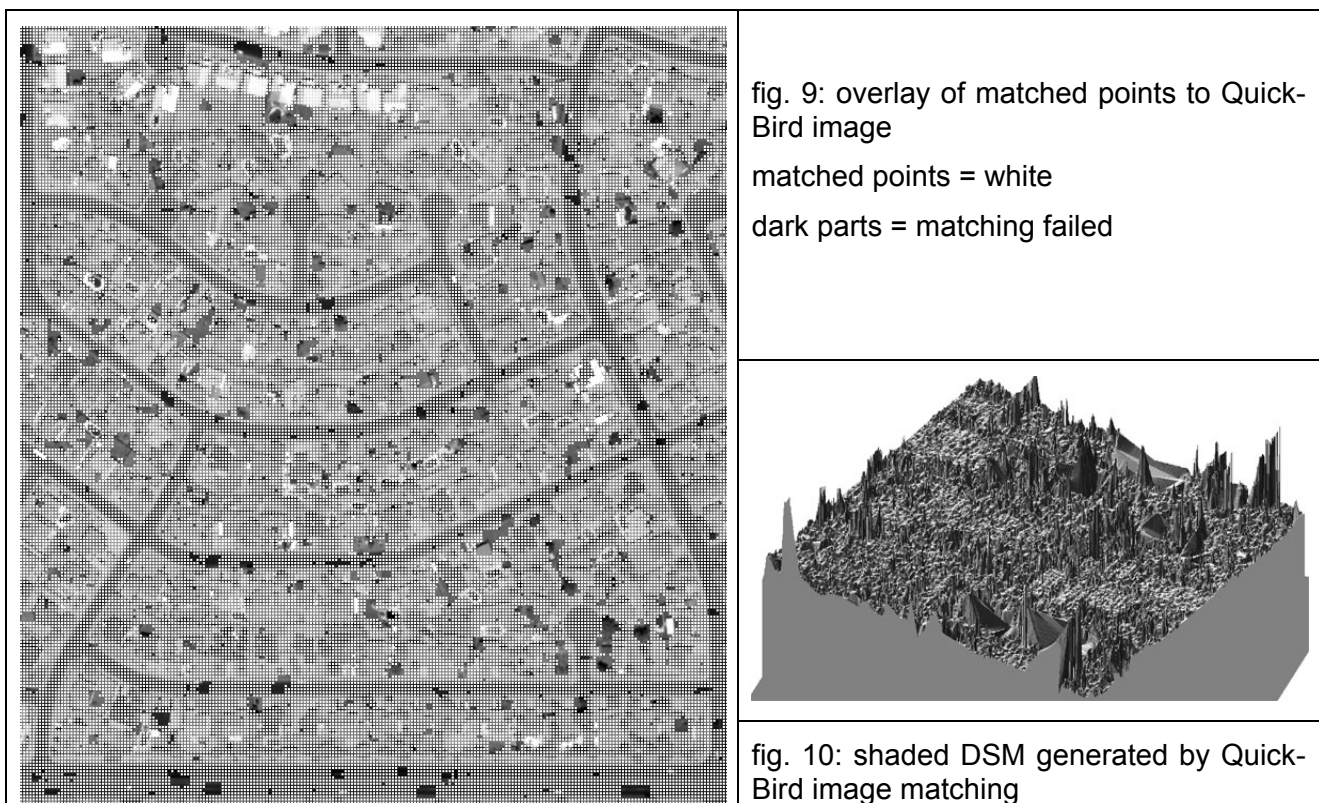 fig. 9: overlay of matched points to Quick-
Bird image
matched points = white
dark parts = matching failed
fig. 10: shaded DSM generated by Quick-
Bird image matching